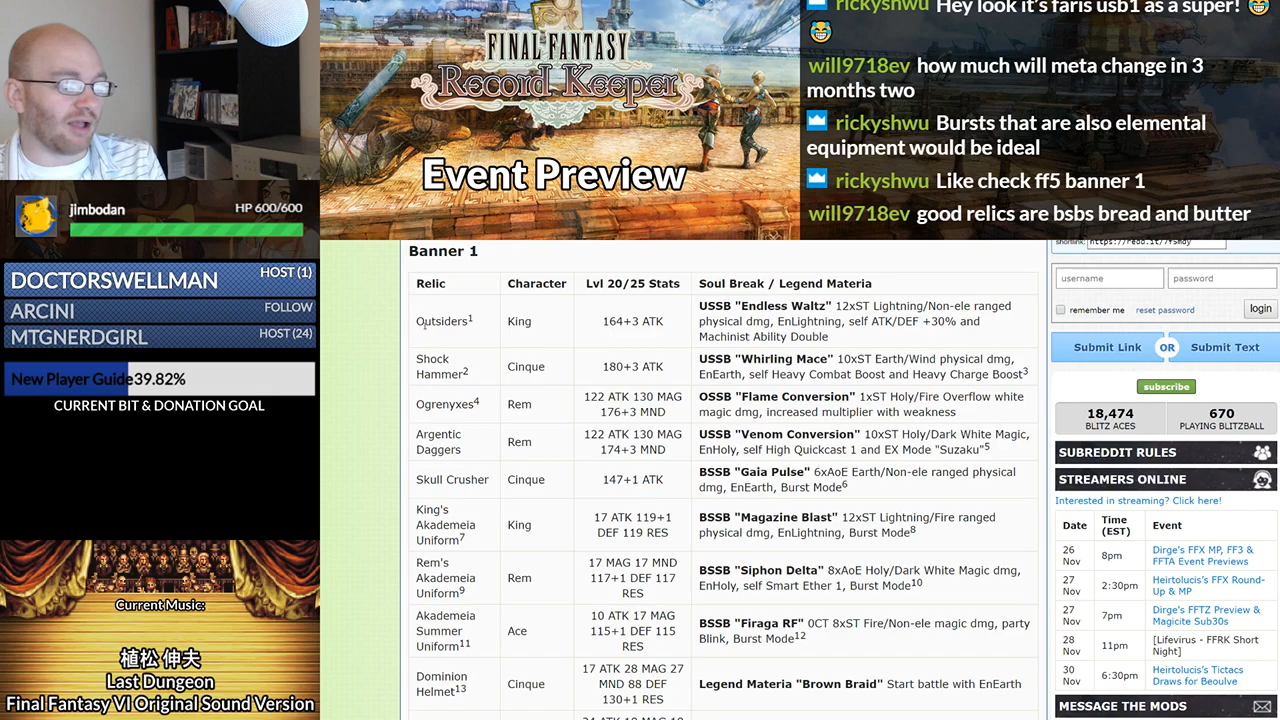 rickyshwu Hey look it's faris usb1 as a super!
will9718ev how much will meta change in 3
months two
rickyshwu Bursts that are also elemental
equipment would be ideal
rickyshwu Like check ff5 banner 1
will9718ev good relics are bsbs bread and butter
FINAL FANTASY
Record Keeper
Event Preview
jimbodan HP 600/600
DOCTORSWELLMAN HOST (1)
ARCINI FOLLOW
MTGNERDGIRL HOST (24)
New Player Guide39.82%
CURRENT BIT & DONATION GOAL
Current Music:
植松 伸夫
Last Dungeon
Final Fantasy VI Original Sound Version
Banner 1
Relic Character Lvl 20/25 Stats Soul Break / Legend Materia
Outsiders1 King 164+3 ATK USSB "Endless Waltz" 12xST Lightning/Non-ele ranged
physical dmg, EnLightning, self ATK/DEF +30% and
Machinist Ability Double
Shock
Hammer2 Cinque 180+3 ATK USSB "Whirling Mace" 10xST Earth/Wind physical dmg,
EnEarth, self Heavy Combat Boost and Heavy Charge Boost3
Ogrenyxes4 Rem 122 ATK 130 MAG
176+3 MND OSSB "Flame Conversion" 1xST Holy/Fire Overflow white
magic dmg, increased multiplier with weakness
Argentic
Daggers Rem 122 ATK 130 MAG
174+3 MND USSB "Venom Conversion" 10xST Holy/Dark White Magic,
EnHoly, self High Quickcast 1 and EX Mode "Suzaku"5
Skull Crusher Cinque 147+1 ATK BSSB "Gaia Pulse" 6xAoE Earth/Non-ele ranged physical
dmg, EnEarth, Burst Mode6
King's
Akademeia
Uniform7 King 17 ATK 119+1
DEF 119 RES BSSB "Magazine Blast" 12xST Lightning/Fire ranged
physical dmg, EnLightning, Burst Mode8
Rem's
Akademeia
Uniform9 Rem 17 MAG 17 MND
117+1 DEF 117
RES BSSB "Siphon Delta" 8xAoE Holy/Dark White Magic dmg,
EnHoly, self Smart Ether 1, Burst Mode10
Akademeia
Summer
Uniform11 Ace 10 ATK 17 MAG
115+1 DEF 115
RES BSSB "Firaga RF" 0CT 8xST Fire/Non-ele magic dmg, party
Blink, Burst Mode12
Dominion
Helmet13 Cinque 17 ATK 28 MAG 27
MND 88 DEF
130+1 RES Legend Materia "Brown Braid" Start battle with EnEarth
shortlink:
username password
remember me reset password login
Submit Link OR Submit Text
subscribe
18,474 670
BLITZ ACES PLAYING BLITZBALL
SUBREDDIT RULES
STREAMERS ONLINE
Interested in streaming? Click here!
Date Time
(EST) Event
26
Nov 8pm Dirge's FFX MP, FF3 &
FFTA Event Previews
27
Nov 2:30pm Heirtolucis's FFX Round-
Up & MP
27
Nov 7pm Dirge's FFTZ Preview &
Magicite Sub30s
28
Nov 11pm [Lifevirus - FFRK Short
Night]
30
Nov 6:30pm Heirtolucis's Tictacs
Draws for Beoulve
MESSAGE THE MODS